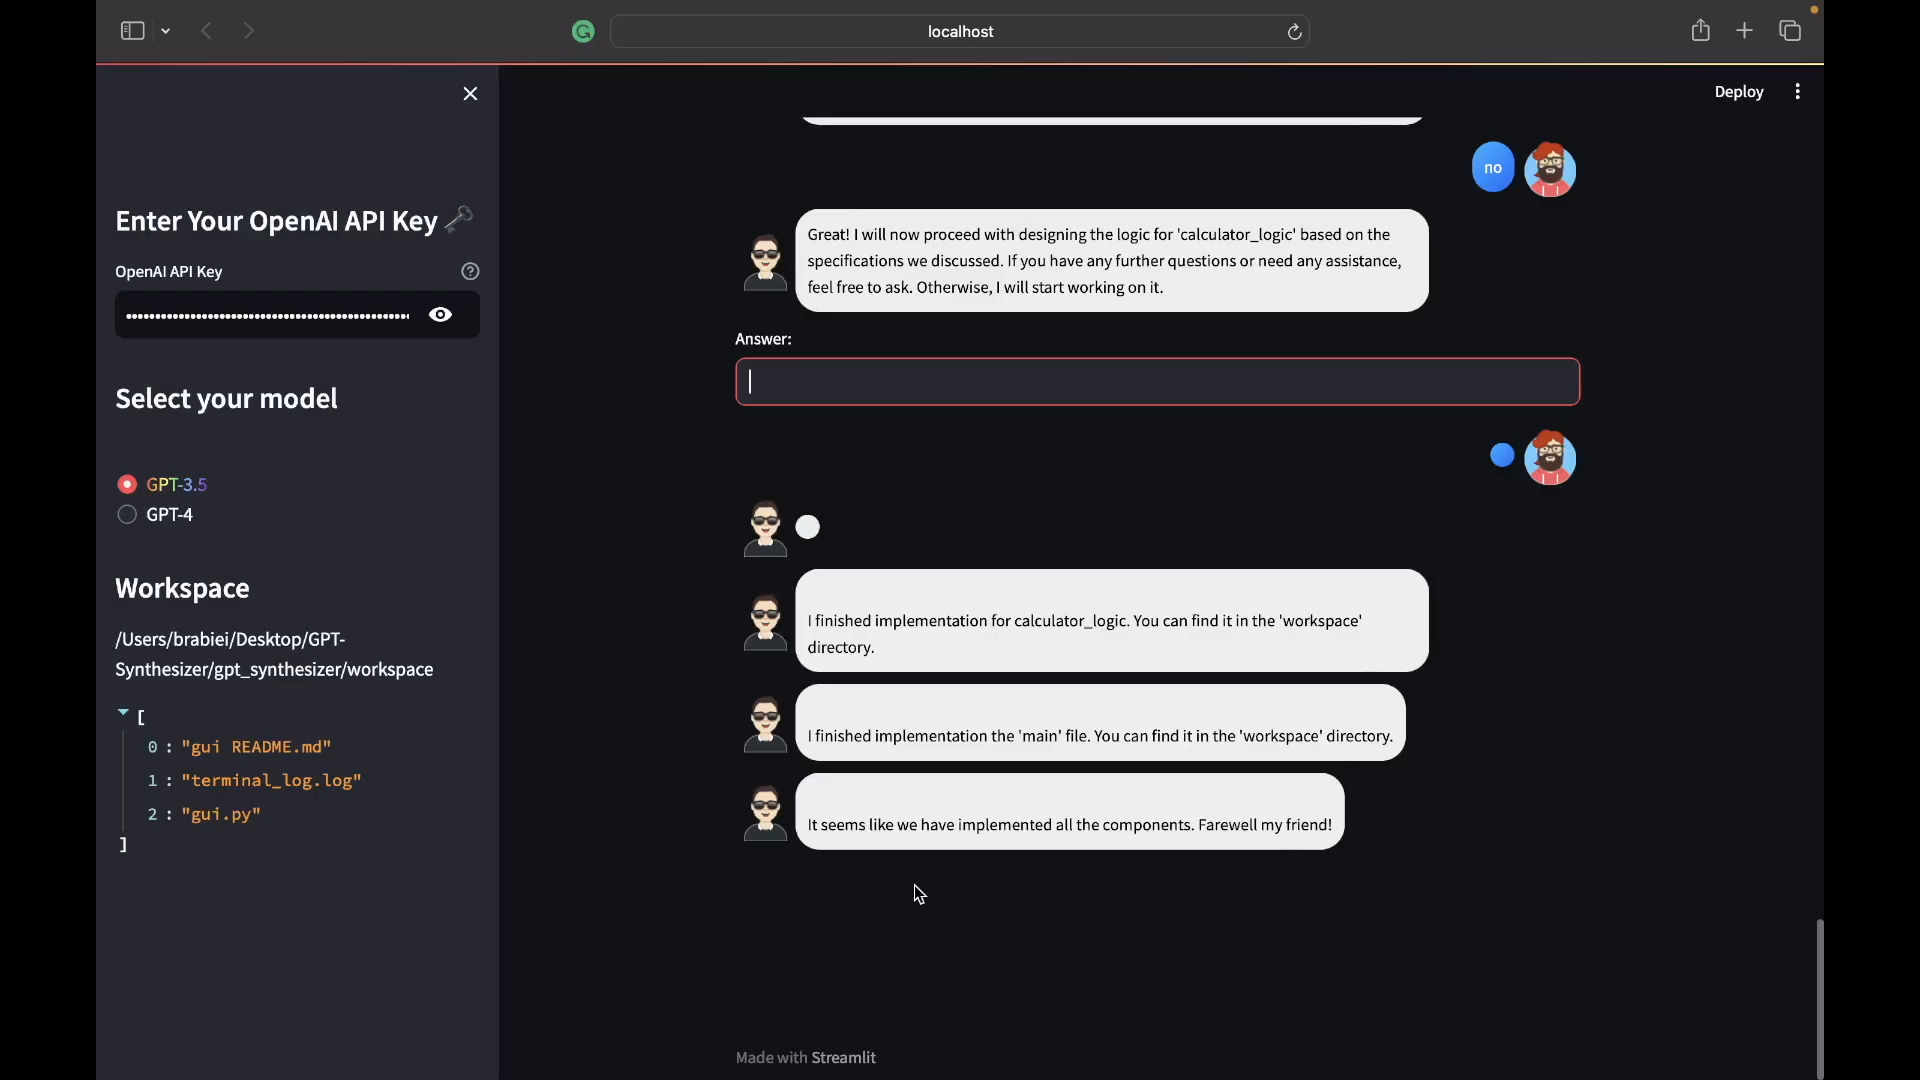 localhost
Deploy
Enter Your OpenAI API Key
OpenAI API Key
••••••••••••••••••••••••••••••••••••••••••••••••••
Select your model
GPT-3.5
GPT-4
Workspace
/Users/brabiei/Desktop/GPT-
Synthesizer/gpt_synthesizer/workspace
[
0 : "gui README.md"
1 : "terminal_log.log"
2 : "gui.py"
]
no
Great! I will now proceed with designing the logic for 'calculator_logic' based on the
specifications we discussed. If you have any further questions or need any assistance,
feel free to ask. Otherwise, I will start working on it.
Answer:
I finished implementation for calculator_logic. You can find it in the 'workspace'
directory.
I finished implementation the 'main' file. You can find it in the 'workspace' directory.
It seems like we have implemented all the components. Farewell my friend!
Made with Streamlit